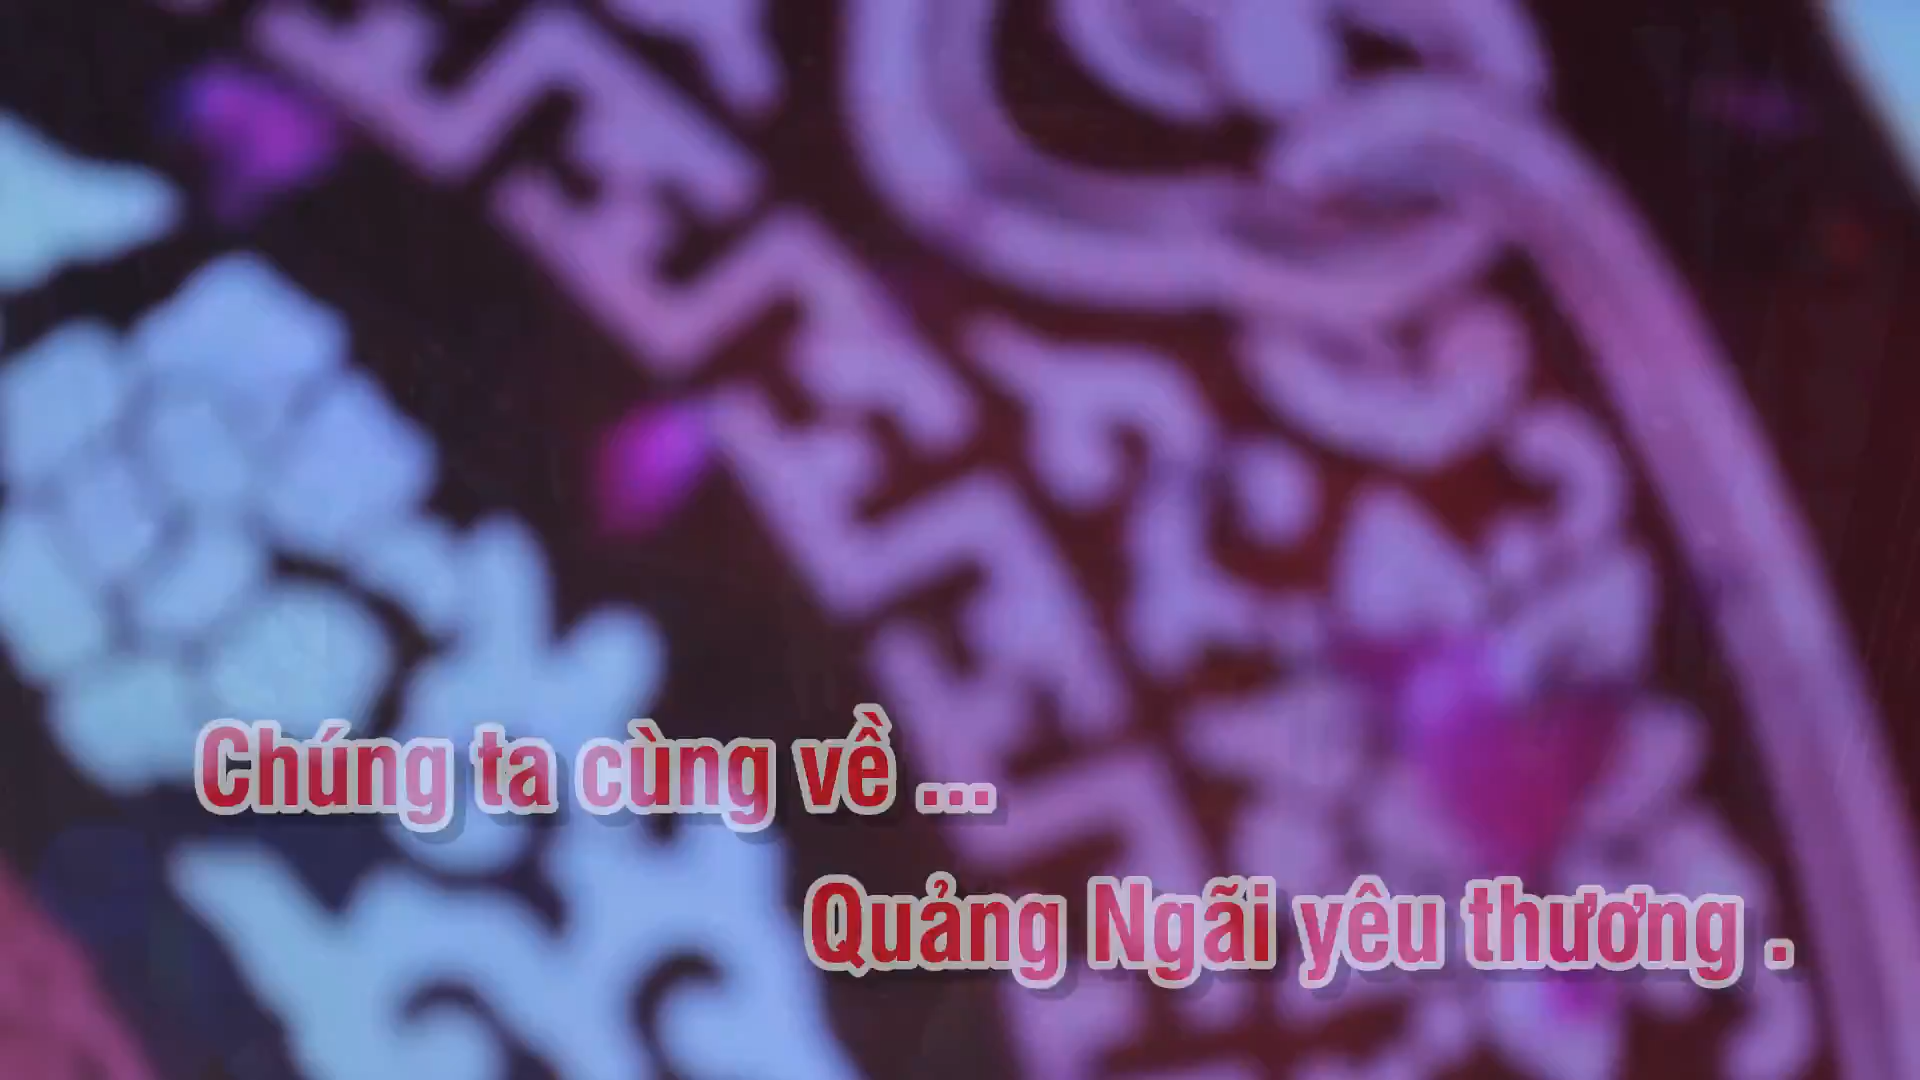 Chúng ta cùng về ...
Quảng Ngãi yêu thương .